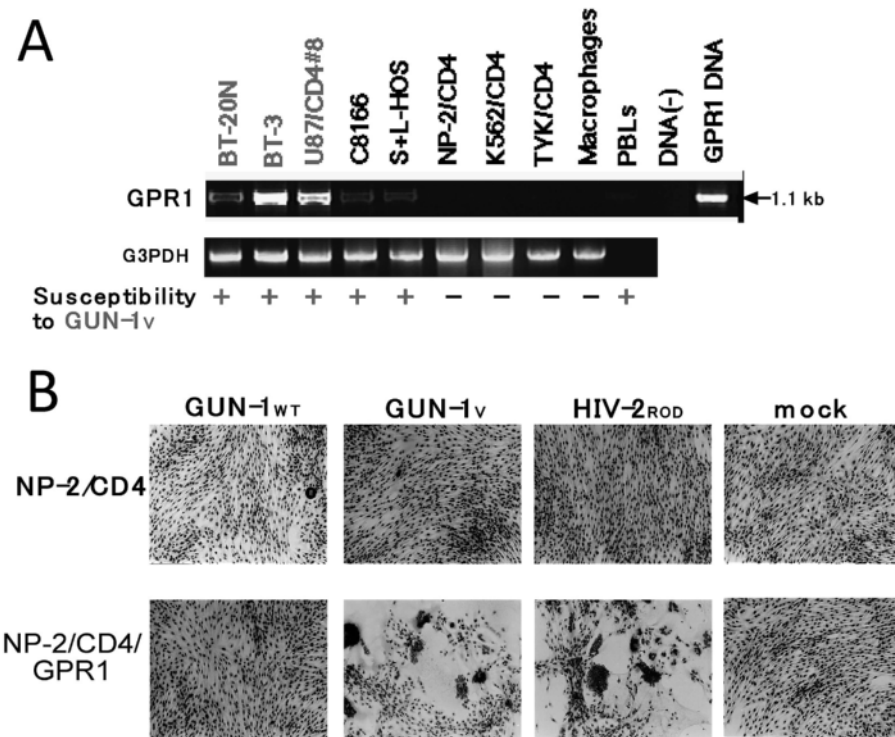 A
BT-20N
BT-3
U87/CD4#8
C8166
S+L-HOS
NP-2/CD4
K562/CD4
TYK/CD4
Macrophages
PBLs
DNA(-)
GPR1 DNA
GPR1
1.1 kb
G3PDH
Susceptibility + + + + + − − − − +
to GUN-1v
B
GUN-1WT GUN-1V HIV-2ROD mock
NP-2/CD4
NP-2/CD4/
GPR1